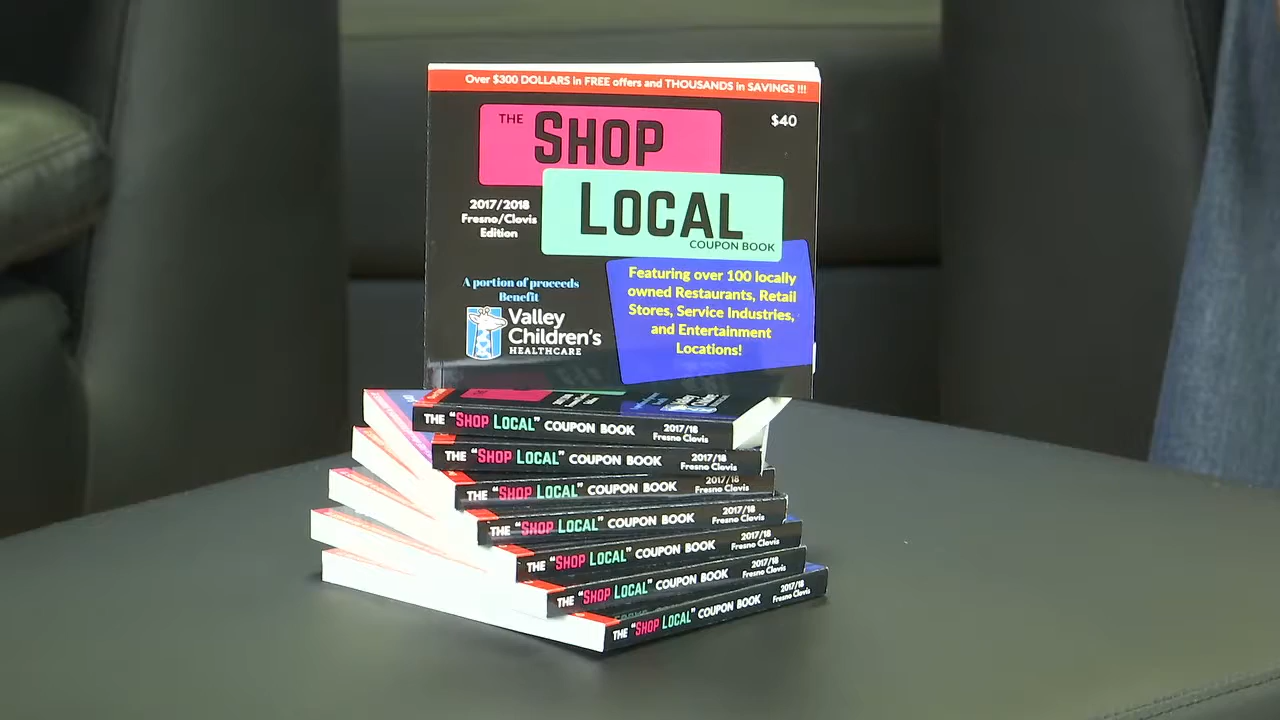 Over $300 DOLLARS in FREE offers and THOUSANDS in SAVINGS !!!
THE SHOP
$40
LOCAL
COUPON BOOK
2017/2018
Fresno/Clovis
Edition
Featuring over 100 locally
owned Restaurants, Retail
Stores, Service Industries,
and Entertainment
Locations!
A portion of proceeds
Benefit
Valley
Children's
HEALTHCARE
THE "SHOP LOCAL" COUPON BOOK 2017/18
Fresno Clovis
THE "SHOP LOCAL" COUPON BOOK 2017/18
Fresno Clovis
THE "SHOP LOCAL" COUPON BOOK 2017/18
Fresno Clovis
THE "SHOP LOCAL" COUPON BOOK 2017/18
Fresno Clovis
THE "SHOP LOCAL" COUPON BOOK 2017/18
Fresno Clovis
THE "SHOP LOCAL" COUPON BOOK 2017/18
Fresno Clovis
THE "SHOP LOCAL" COUPON BOOK 2017/18
Fresno Clovis